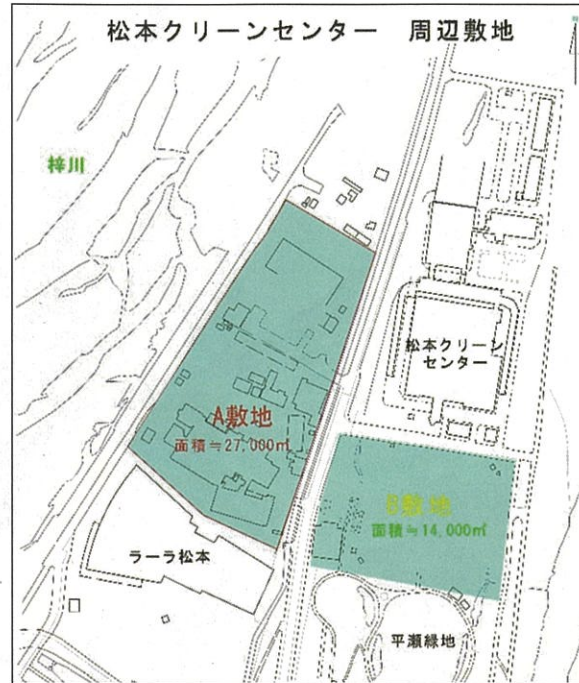 松本クリーンセンター 周辺敷地
梓川
松本クリーン
センター
A敷地
面積≒27,000㎡
B敷地
面積≒14,000㎡
ラーラ松本
平瀬緑地